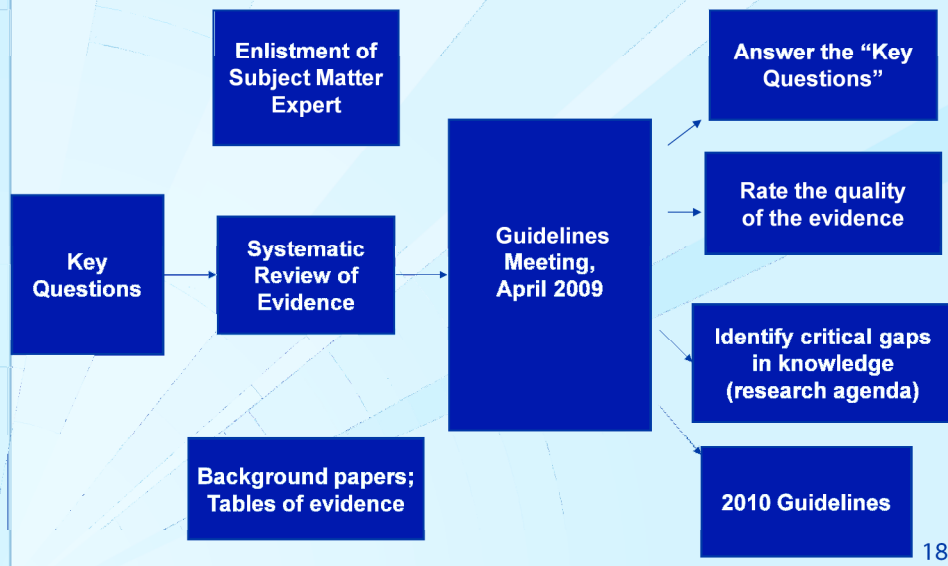 Enlistment of
Subject Matter
Expert
Answer the “Key
Questions”
Rate the quality
of the evidence
Key
Questions
Systematic
Review of
Evidence
Guidelines
Meeting,
April 2009
Identify critical gaps
in knowledge
(research agenda)
Background papers;
Tables of evidence
2010 Guidelines
18